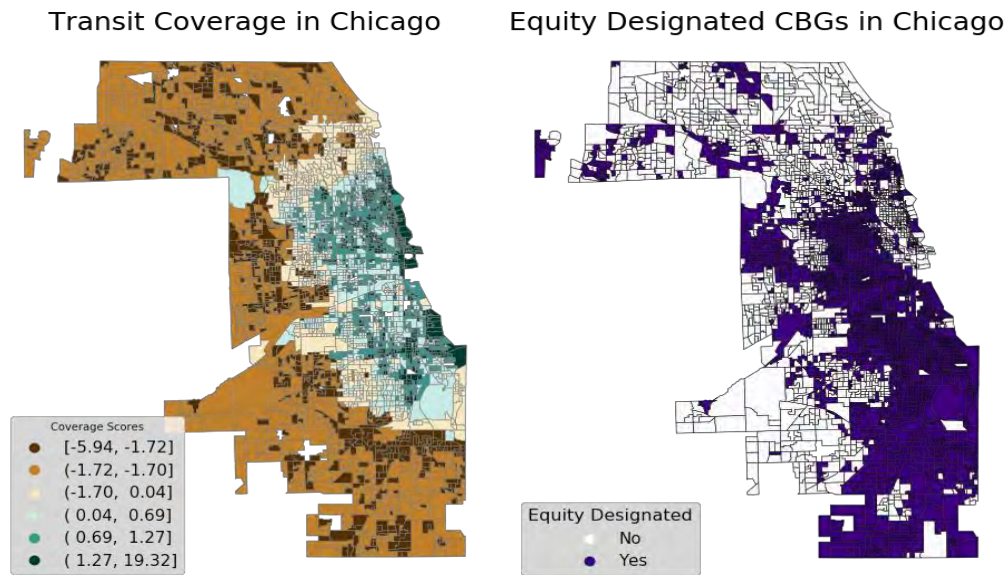 Transit Coverage in Chicago
Equity Designated CBGs in Chicago
Coverage Scores
[-5.94, -1.72]
(-1.72, -1.70]
(-1.70, 0.04]
( 0.04, 0.69]
( 0.69, 1.27]
( 1.27, 19.32]
Equity Designated
No
Yes